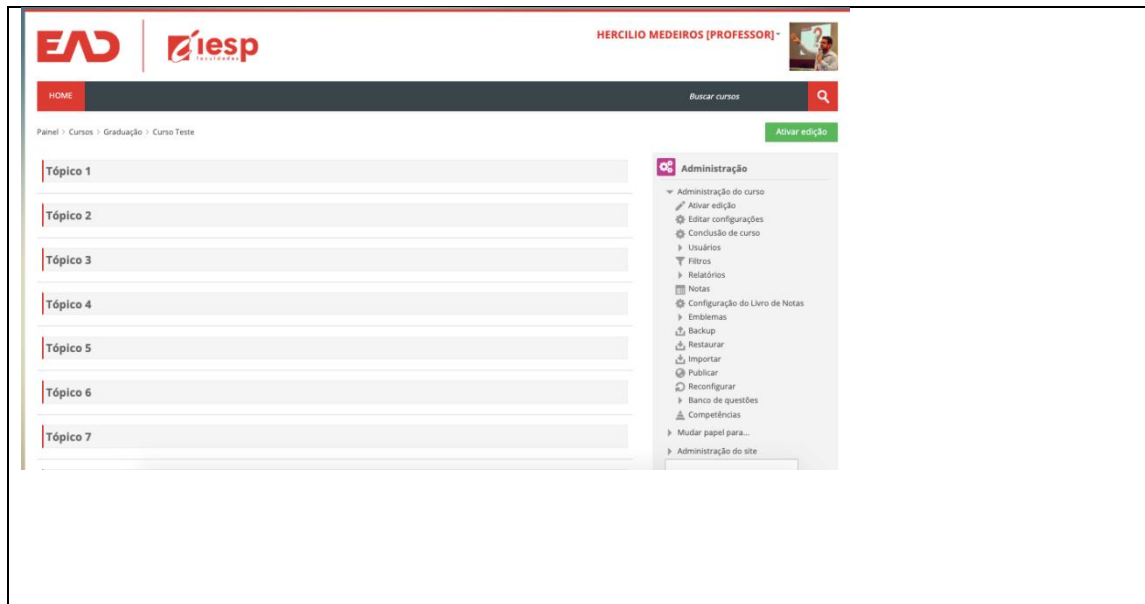 EAD
iesp
faculdades
HERCILIO MEDEIROS [PROFESSOR]
HOME
Buscar cursos
Painel > Cursos > Graduação > Curso Teste
Ativar edição
Tópico 1
Tópico 2
Tópico 3
Tópico 4
Tópico 5
Tópico 6
Tópico 7
Administração
Administração do curso
Ativar edição
Editar configurações
Conclusão de curso
Usuários
Filtros
Relatórios
Notas
Configuração do Livro de Notas
Emblemas
Backup
Restaurar
Importar
Publicar
Reconfigurar
Banco de questões
Competências
Mudar papel para...
Administração do site